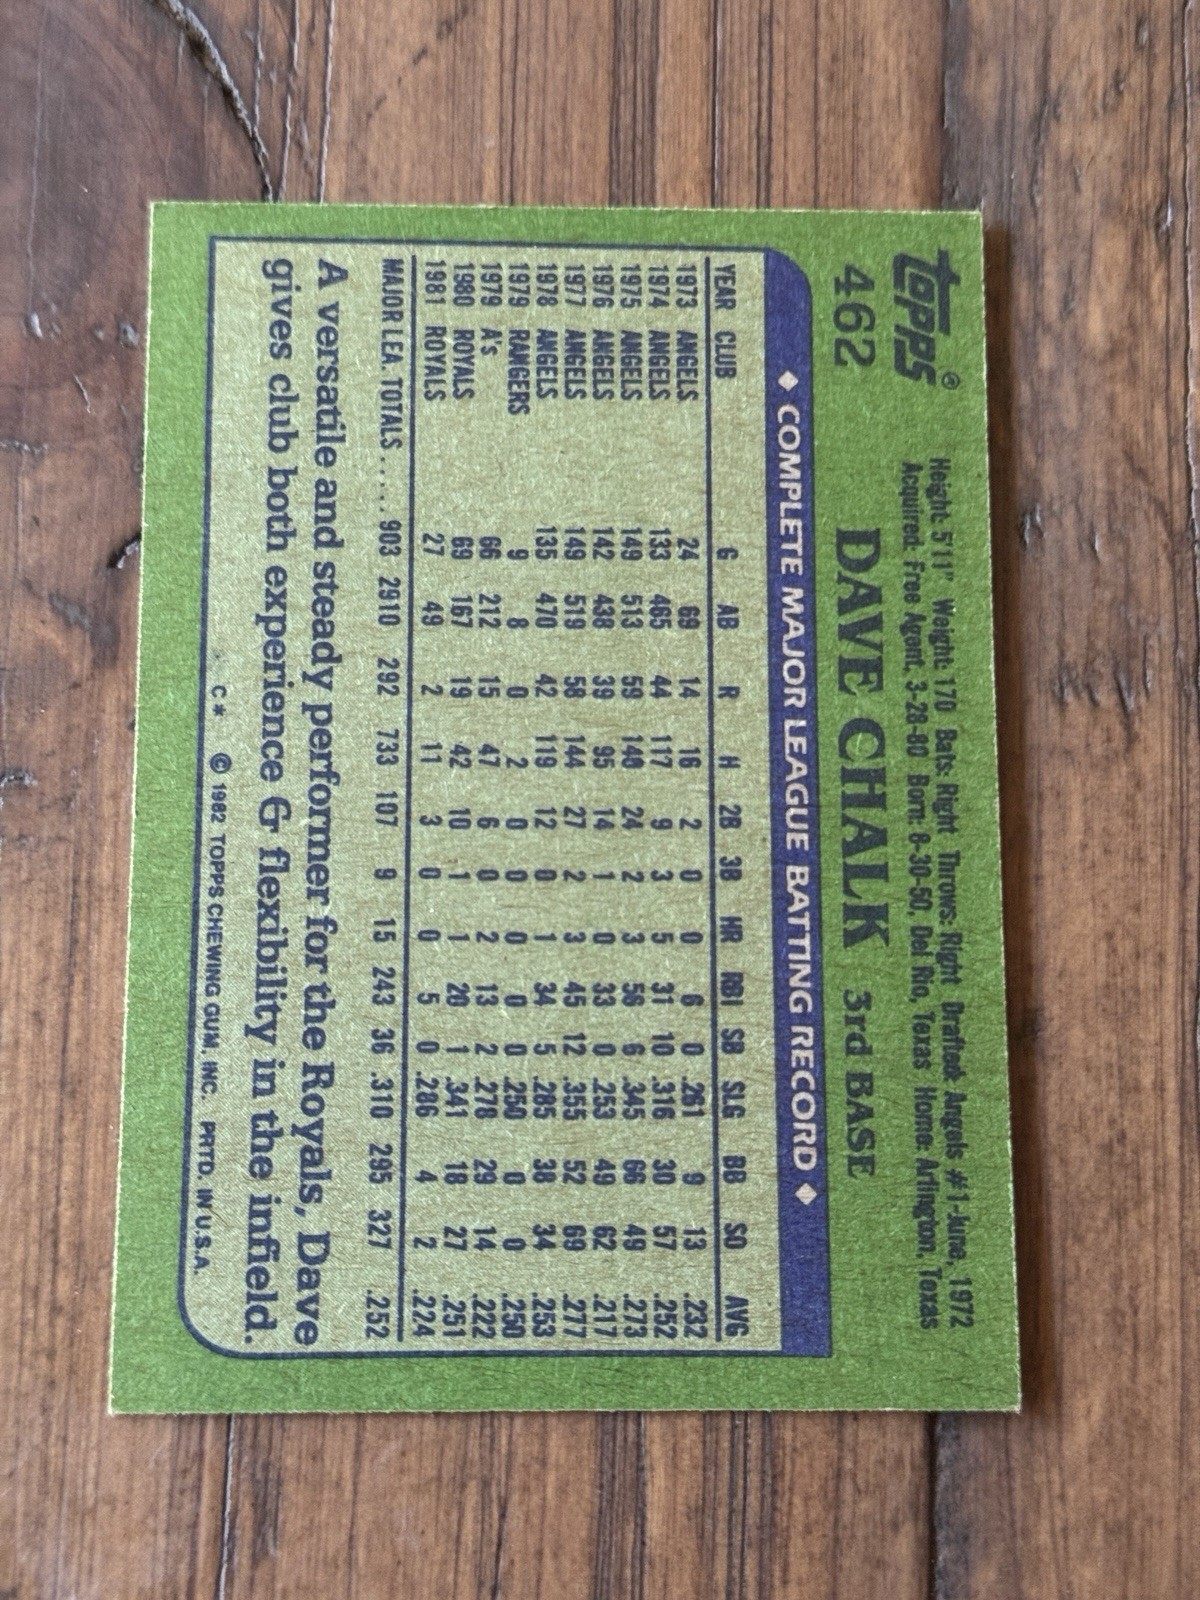 topps®
462
Height: 5'11" Weight: 170 Bats: Right Throws: Right Drafted: Angels #1-June, 1972
Acquired: Free Agent, 3-28-80 Born: 8-30-50, Del Rio, Texas Home: Arlington, Texas
DAVE CHALK 3rd BASE
◆ COMPLETE MAJOR LEAGUE BATTING RECORD ◆
YEAR CLUB G AB R H 2B 3B HR RBI SB SLG BB SO AVG
1973 ANGELS 24 69 14 16 2 0 0 6 0 .261 9 13 .232
1974 ANGELS 133 465 44 117 9 3 5 31 10 .316 30 57 .252
1975 ANGELS 149 513 59 140 24 2 3 56 6 .345 66 49 .273
1976 ANGELS 142 438 39 95 14 1 0 33 0 .253 49 62 .217
1977 ANGELS 149 519 58 144 27 2 3 45 12 .355 52 69 .277
1978 ANGELS 135 470 42 119 12 0 1 34 5 .285 38 34 .253
1979 RANGERS 9 8 0 2 0 0 0 0 0 .250 0 0 .250
1979 A's 66 212 15 47 6 0 2 13 2 .278 29 14 .222
1980 ROYALS 69 167 19 42 10 1 1 20 1 .341 18 27 .251
1981 ROYALS 27 49 2 11 3 0 0 5 0 .286 4 2 .224
MAJOR LEA. TOTALS..... 903 2910 292 733 107 9 15 243 36 .310 295 327 .252
A versatile and steady performer for the Royals, Dave
gives club both experience & flexibility in the infield.
C* © 1982 TOPPS CHEWING GUM, INC. PRTD. IN U.S.A.